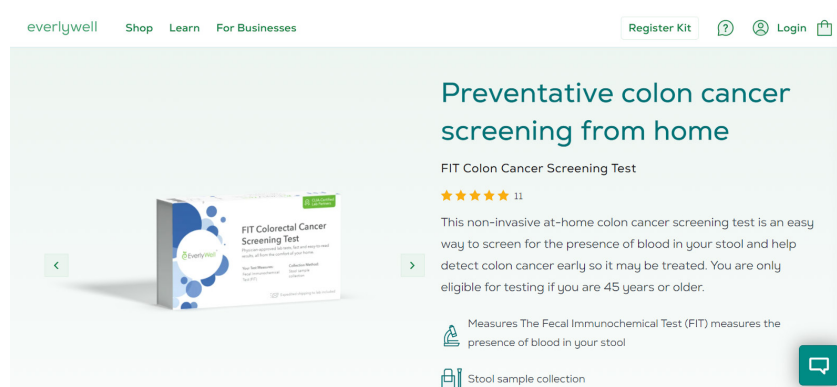 everlywell Shop Learn For Businesses Register Kit ? Login
Preventative colon cancer
screening from home
FIT Colon Cancer Screening Test
11
This non-invasive at-home colon cancer screening test is an easy
way to screen for the presence of blood in your stool and help
detect colon cancer early so it may be treated. You are only
eligible for testing if you are 45 years or older.
Measures The Fecal Immunochemical Test (FIT) measures the
presence of blood in your stool
Stool sample collection
FIT Colorectal Cancer
Screening Test
EverlyWell